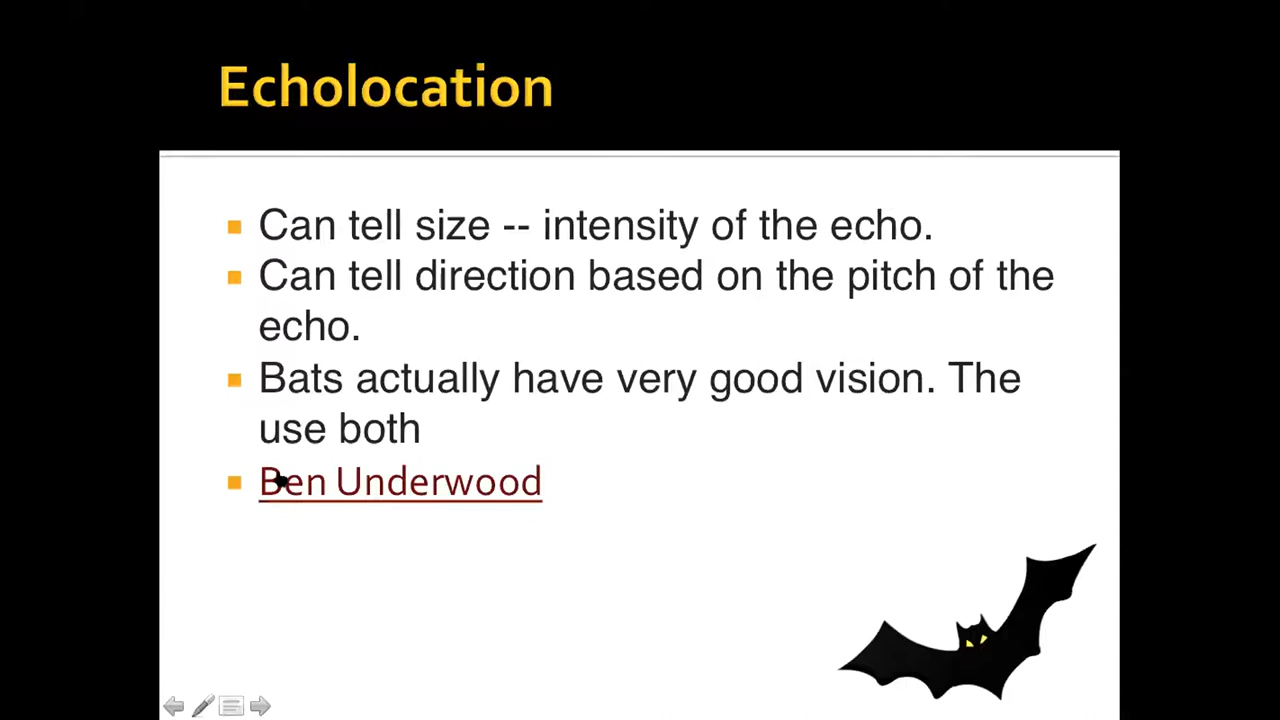 Echolocation
Can tell size -- intensity of the echo.
Can tell direction based on the pitch of the
echo.
Bats actually have very good vision. The
use both
Ben Underwood